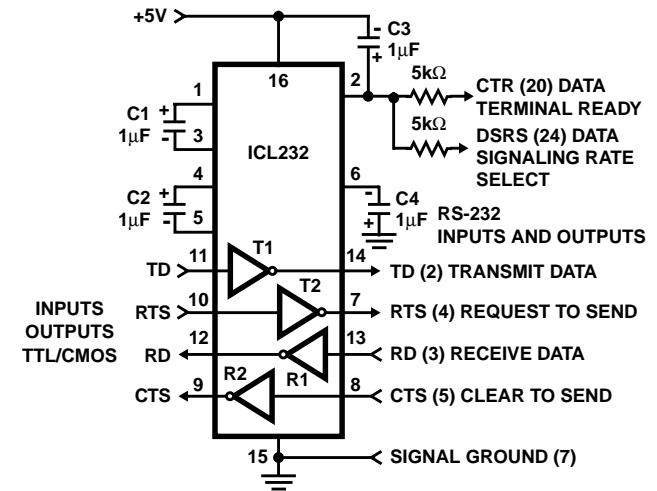 +5V
- C3
1μF
+
16
1
2
5kΩ
CTR (20) DATA
TERMINAL READY
C1 +
1μF
-
3
5kΩ
DSRS (24) DATA
SIGNALING RATE
SELECT
ICL232
4
6
C2 +
1μF
-
5
- C4
1μF
+
RS-232
INPUTS AND OUTPUTS
TD 11 T1 14 TD (2) TRANSMIT DATA
INPUTS
OUTPUTS
TTL/CMOS
RTS 10 T2 7 RTS (4) REQUEST TO SEND
RD 12 R1 13 RD (3) RECEIVE DATA
CTS 9 R2 8 CTS (5) CLEAR TO SEND
15 SIGNAL GROUND (7)